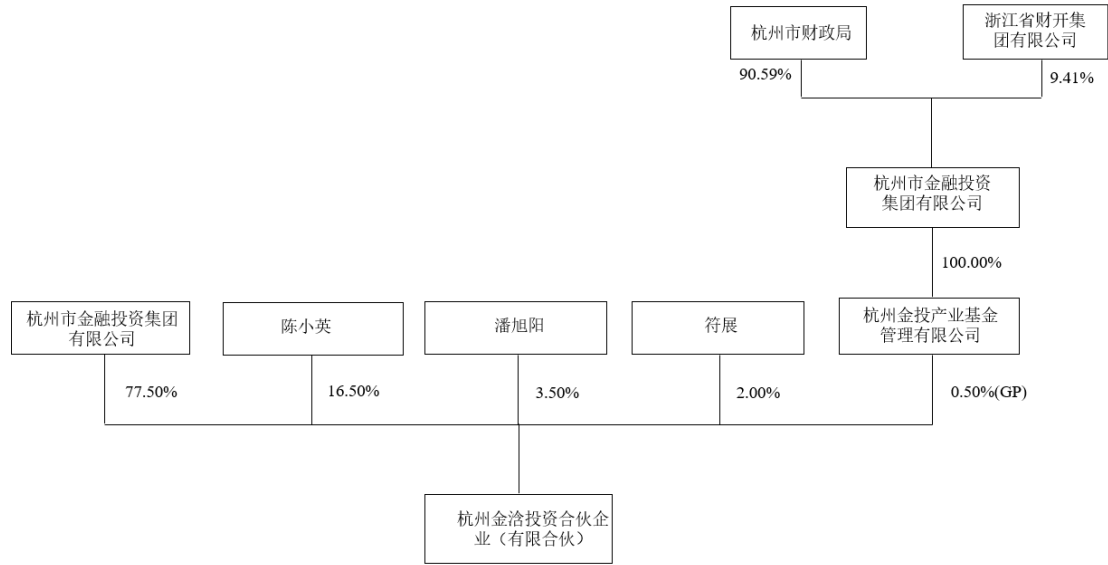 杭州市财政局
浙江省财开集
团有限公司
90.59%
9.41%
杭州市金融投资
集团有限公司
100.00%
杭州市金融投资集团
有限公司
陈小英
潘旭阳
符展
杭州金投产业基金
管理有限公司
77.50%
16.50%
3.50%
2.00%
0.50%(GP)
杭州金浛投资合伙企
业（有限合伙）